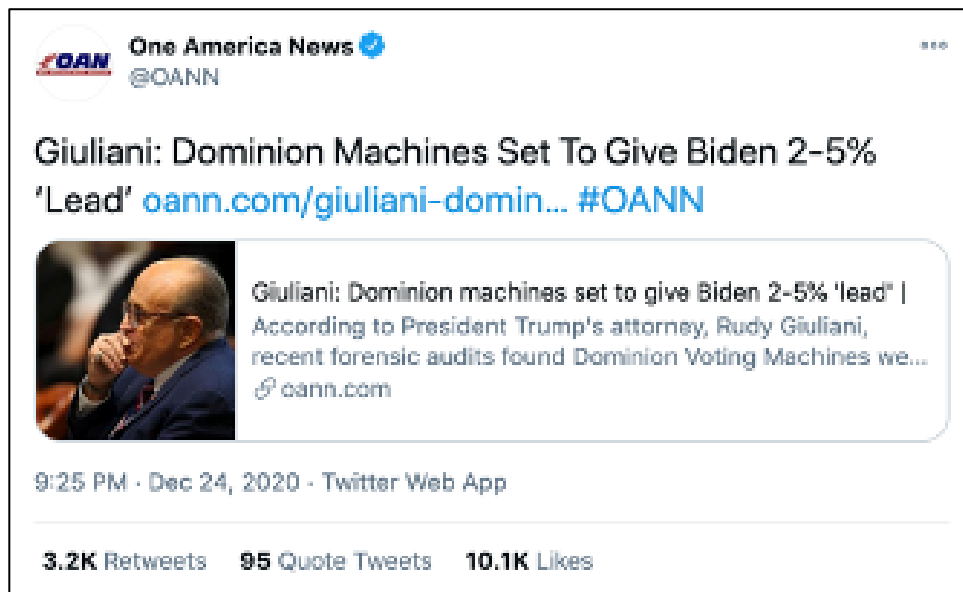 OAN
One America News
@OANN
Giuliani: Dominion Machines Set To Give Biden 2-5%
'Lead' oann.com/giuliani-domin... #OANN
Giuliani: Dominion machines set to give Biden 2-5% 'lead' |
According to President Trump's attorney, Rudy Giuliani,
recent forensic audits found Dominion Voting Machines we...
oann.com
9:25 PM · Dec 24, 2020 · Twitter Web App
3.2K Retweets 95 Quote Tweets 10.1K Likes